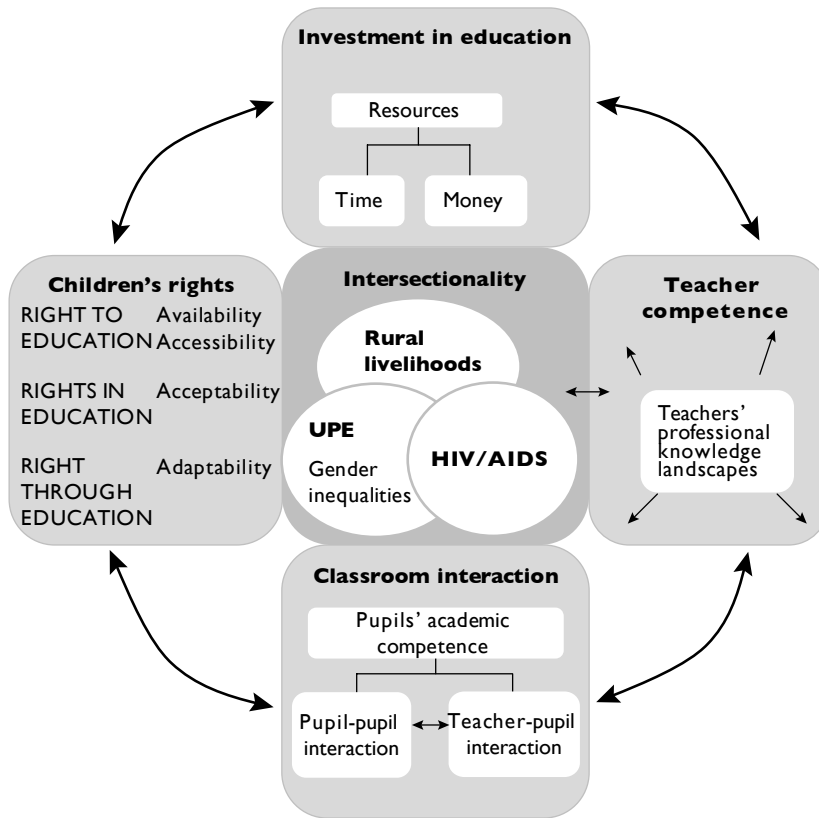 Investment in education
Resources
Time
Money
Children's rights
RIGHT TO Availability
EDUCATION Accessibility
RIGHTS IN Acceptability
EDUCATION
RIGHT Adaptability
THROUGH
EDUCATION
Intersectionality
Rural
livelihoods
UPE
Gender
inequalities
HIV/AIDS
Teacher
competence
Teachers'
professional
knowledge
landscapes
Classroom interaction
Pupils' academic
competence
Pupil-pupil
interaction
Teacher-pupil
interaction